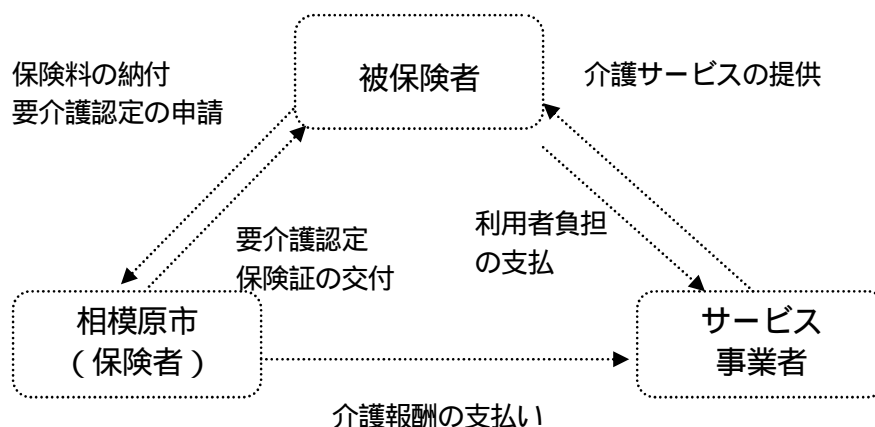 保険料の納付
要介護認定の申請
被保険者
介護サービスの提供
要介護認定
保険証の交付
利用者負担
の支払
相模原市
（保険者）
サービス
事業者
介護報酬の支払い